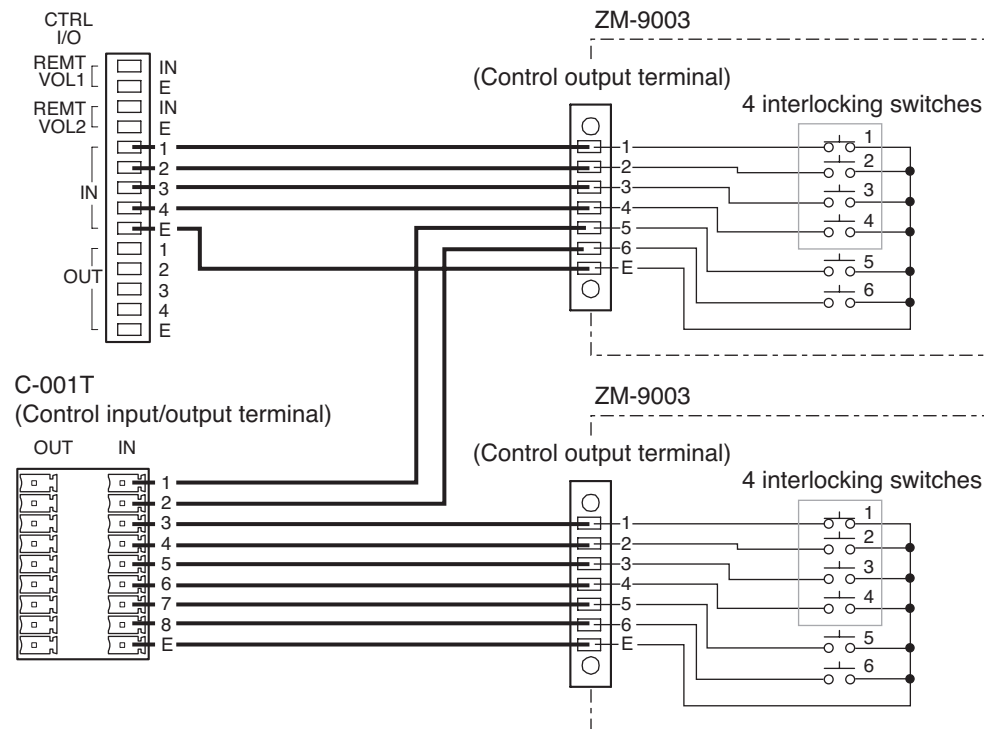 CTRL
I/O
REMT
VOL1
IN
E
REMT
VOL2
IN
E
IN
1
2
3
4
E
OUT
1
2
3
4
E
ZM-9003
(Control output terminal)
4 interlocking switches
1
2
3
4
5
6
E
1
2
3
4
5
6
C-001T
(Control input/output terminal)
OUT IN
1
2
3
4
5
6
7
8
E
ZM-9003
(Control output terminal)
4 interlocking switches
1
2
3
4
5
6
E
1
2
3
4
5
6